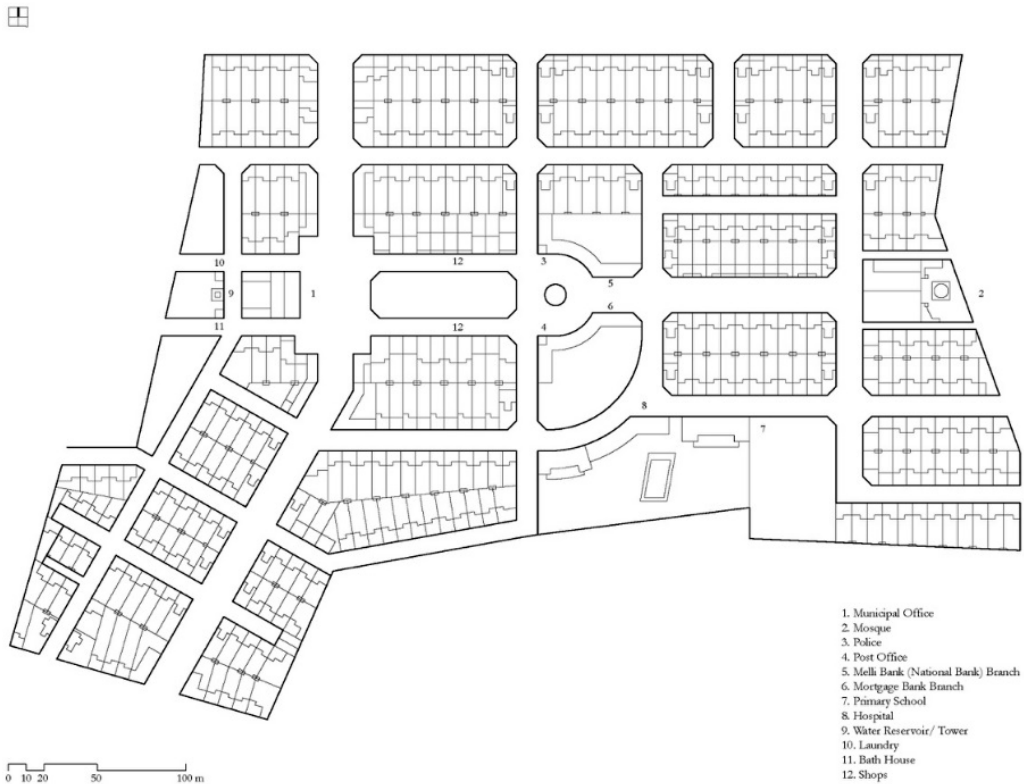 10
12
3
5
9
1
2
6
11
12
4
8
7
1. Municipal Office
2. Mosque
3. Police
4. Post Office
5. Melli Bank (National Bank) Branch
6. Mortgage Bank Branch
7. Primary School
8. Hospital
9. Water Reservoir/ Tower
10. Laundry
11. Bath House
12. Shops
0 10 20 50 100 m